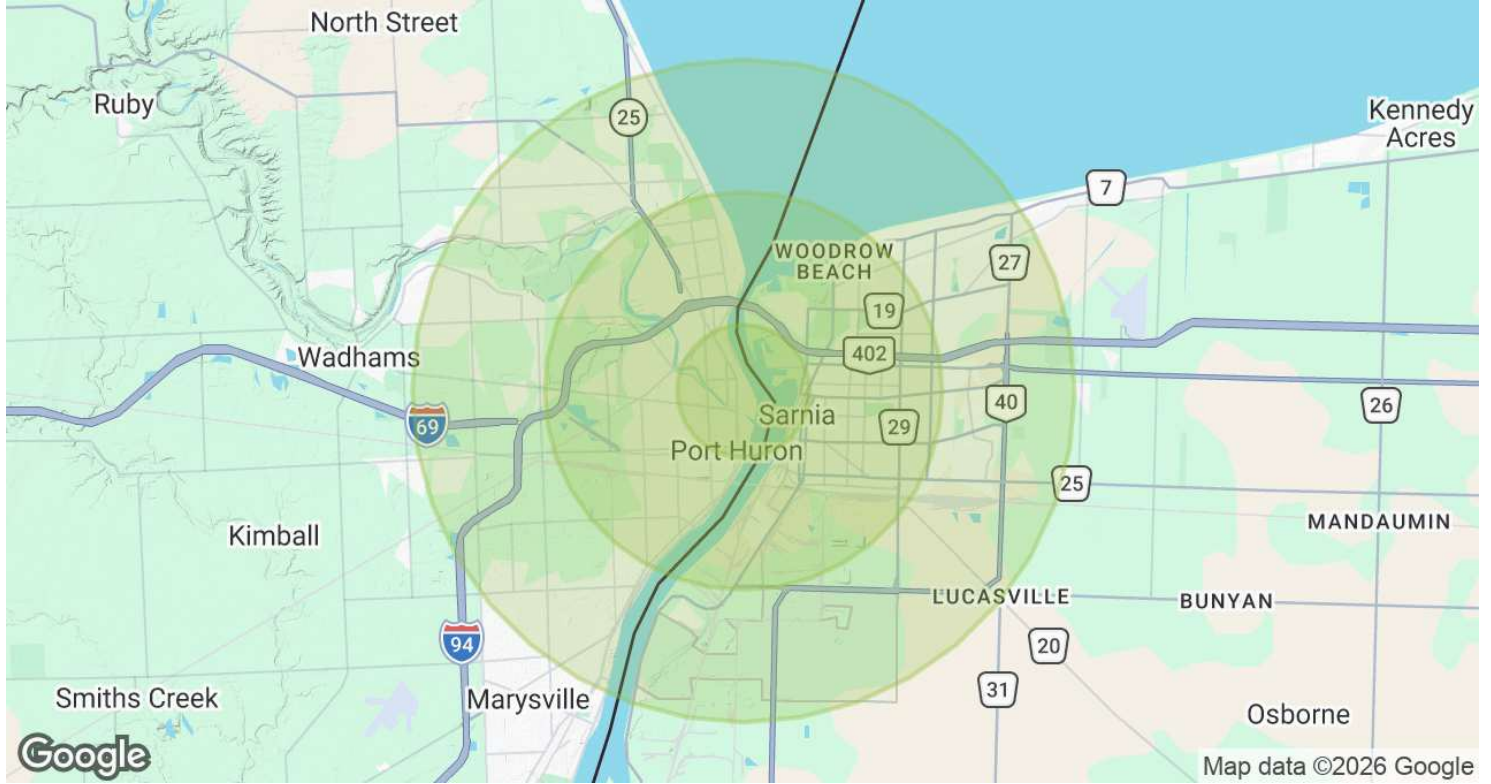 North Street
Ruby
25
Kennedy
Acres
7
WOODROW
BEACH
27
19
402
Wadhams
69
40
26
Sarnia
29
Port Huron
25
MANDAUMIN
Kimball
LUCASVILLE
BUNYAN
94
20
31
Smiths Creek
Marysville
Osborne
Google
Map data ©2026 Google